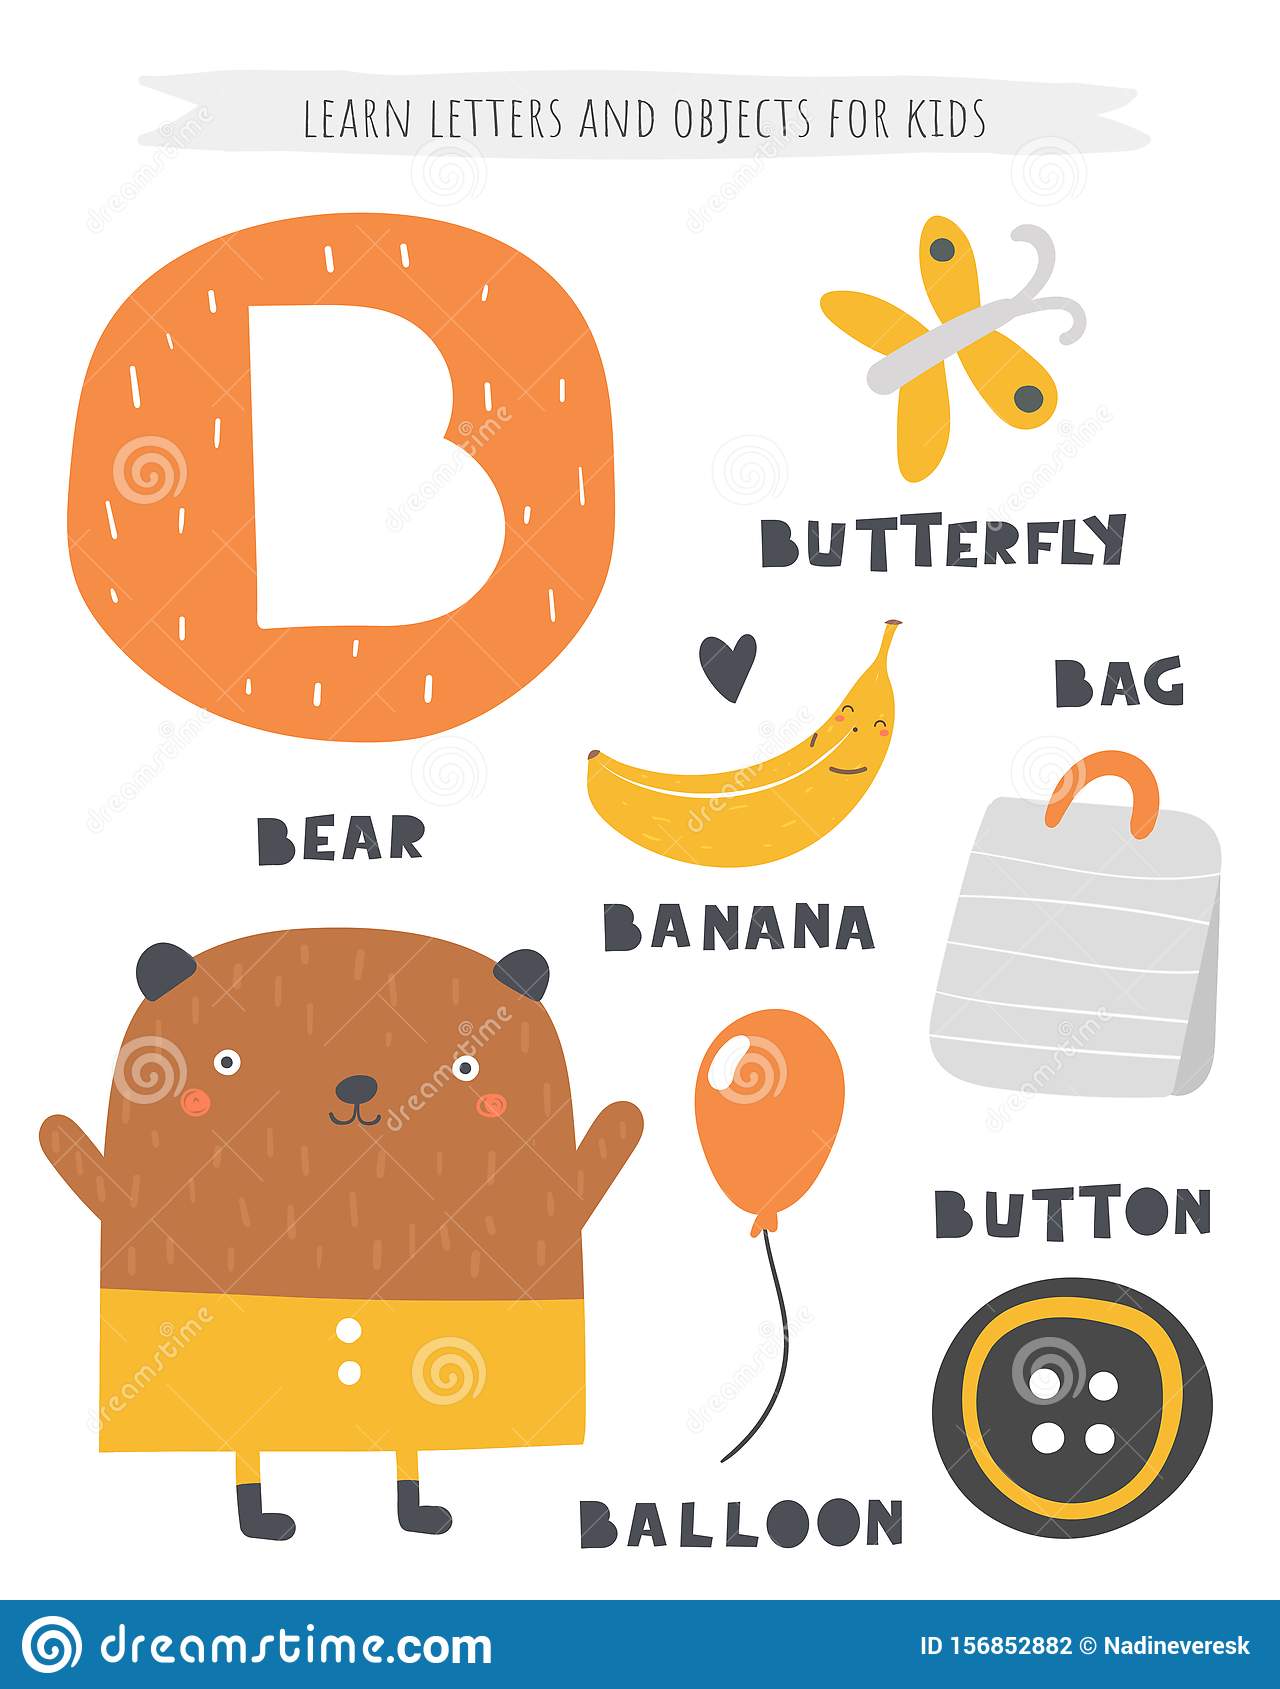 LEARN LETTERS AND OBJECTS FOR KIDS
B
BUTTERFLY
BAG
BEAR
BANANA
BUTTON
BALLOON
dreamstime.com
ID 156852882 © Nadineveresk